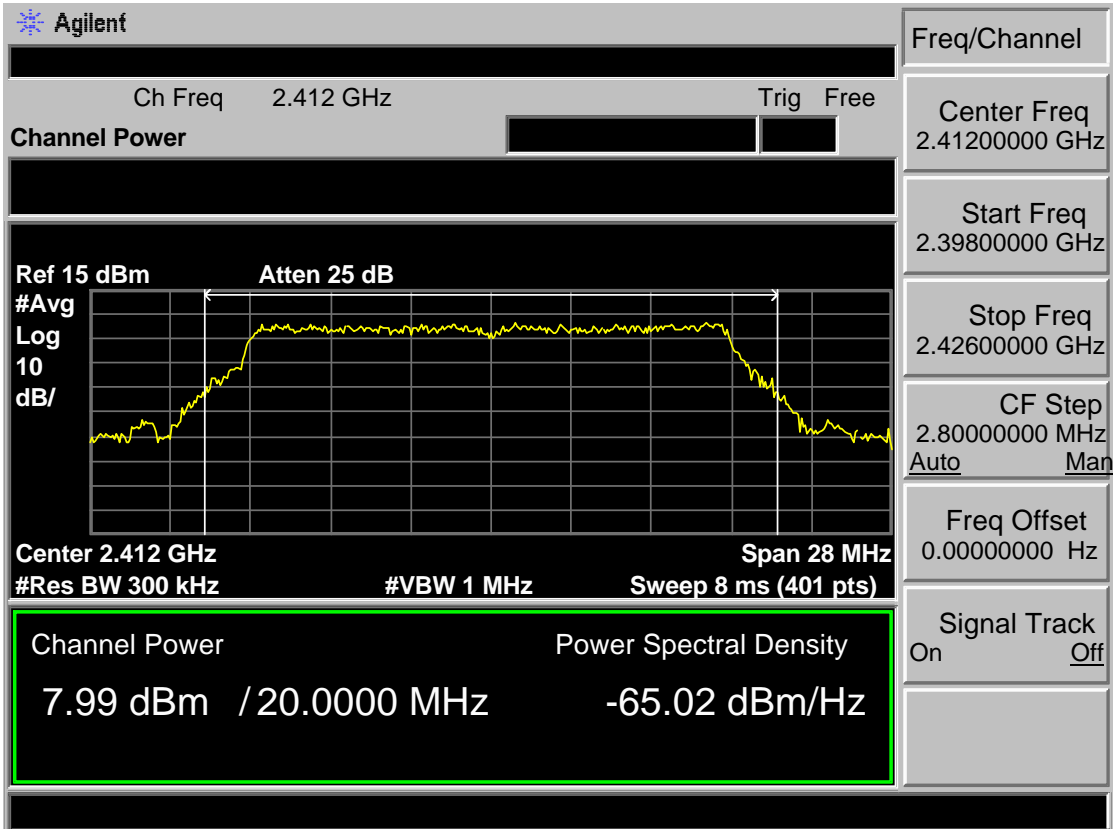 Agilent
Freq/Channel
Ch Freq 2.412 GHz Trig Free
Channel Power
Center Freq
2.41200000 GHz
Start Freq
2.39800000 GHz
Stop Freq
2.42600000 GHz
CF Step
2.80000000 MHz
Auto Man
Freq Offset
0.00000000 Hz
Signal Track
On Off
Ref 15 dBm Atten 25 dB
#Avg
Log
10
dB/
Center 2.412 GHz Span 28 MHz
#Res BW 300 kHz #VBW 1 MHz Sweep 8 ms (401 pts)
Channel Power Power Spectral Density
7.99 dBm / 20.0000 MHz -65.02 dBm/Hz